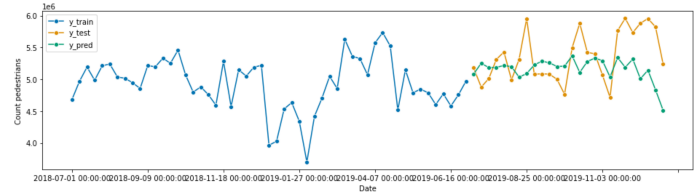 1e6
y_train
y_test
y_pred
6.0
5.5
5.0
4.5
4.0
Count pedestrians
2018-07-01 00:00:00 2018-09-09 00:00:00 2018-11-18 00:00:00 2019-01-27 00:00:00 2019-04-07 00:00:00 2019-06-16 00:00:00 2019-08-25 00:00:00 2019-11-03 00:00:00
Date